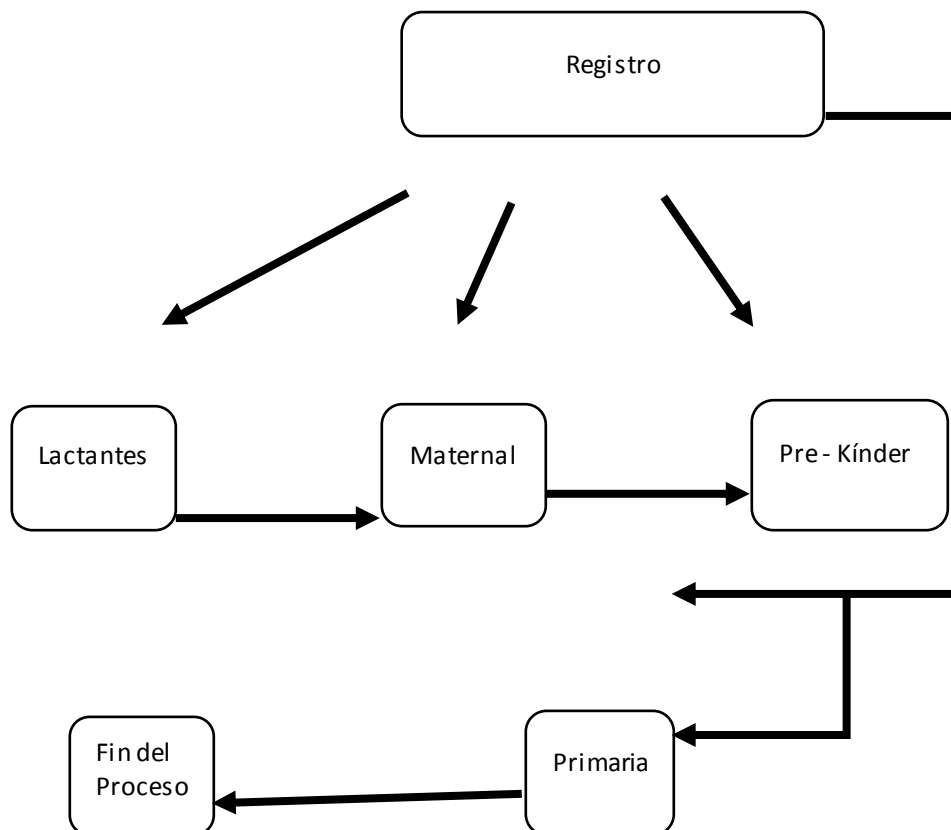 Registro
Lactantes
Maternal
Pre - Kínder
Fin del
Proceso
Primaria